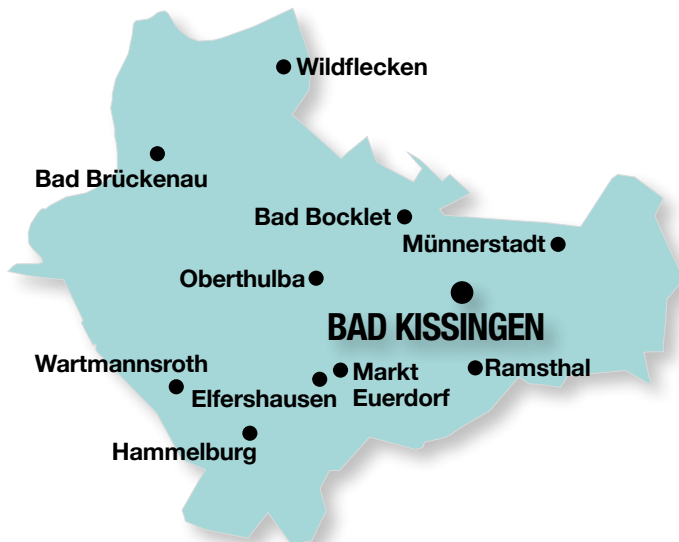 Wildflecken
Bad Brückenau
Bad Bocklet
Münnerstadt
Oberthulba
BAD KISSINGEN
Wartmannsroth
Markt
Euerdorf
Ramsthal
Elfershausen
Hammelburg